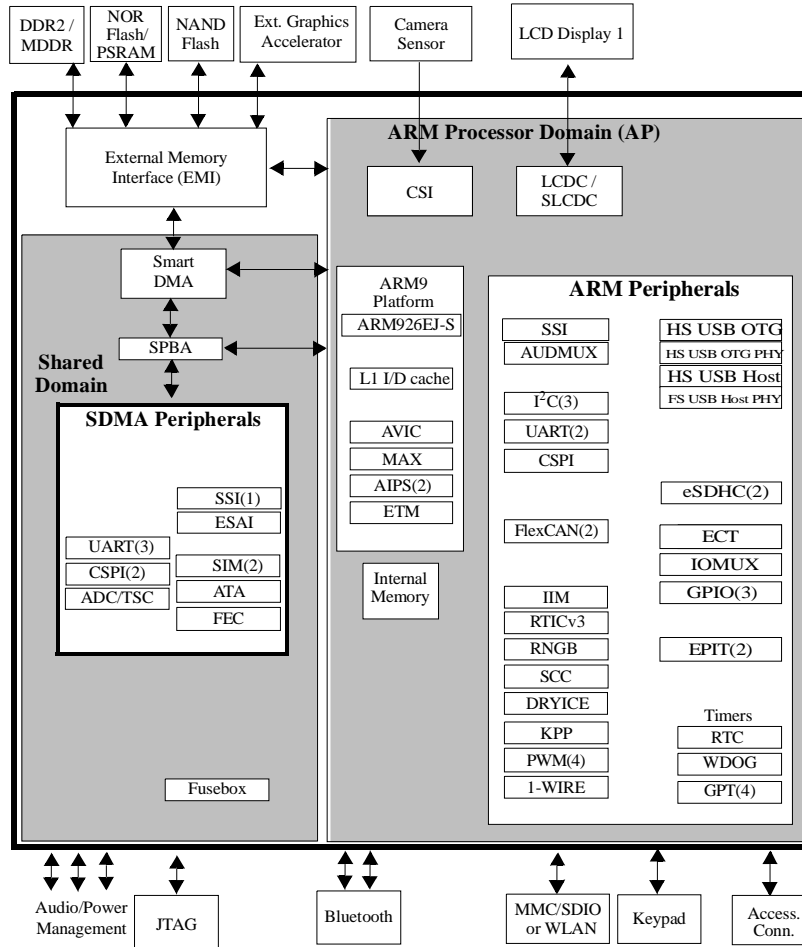 DDR2 /
MDDR
NOR
Flash/
PSRAM
NAND
Flash
Ext. Graphics
Accelerator
Camera
Sensor
LCD Display 1
External Memory
Interface (EMI)
ARM Processor Domain (AP)
CSI
LCDC /
SLCDC
Smart
DMA
SPBA
Shared
Domain
SDMA Peripherals
SSI(1)
ESAI
UART(3)
CSPI(2)
ADC/TSC
SIM(2)
ATA
FEC
Fusebox
ARM9
Platform
ARM926EJ-S
L1 I/D cache
AVIC
MAX
AIPS(2)
ETM
Internal
Memory
ARM Peripherals
SSI
AUDMUX
I²C(3)
UART(2)
CSPI
FlexCAN(2)
IIM
RTICv3
RNGB
SCC
DRYICE
KPP
PWM(4)
1-WIRE
HS USB OTG
HS USB OTG PHY
HS USB Host
FS USB Host PHY
eSDHC(2)
ECT
IOMUX
GPIO(3)
EPIT(2)
Timers
RTC
WDOG
GPT(4)
Audio/Power
Management
JTAG
Bluetooth
MMC/SDIO
or WLAN
Keypad
Access.
Conn.